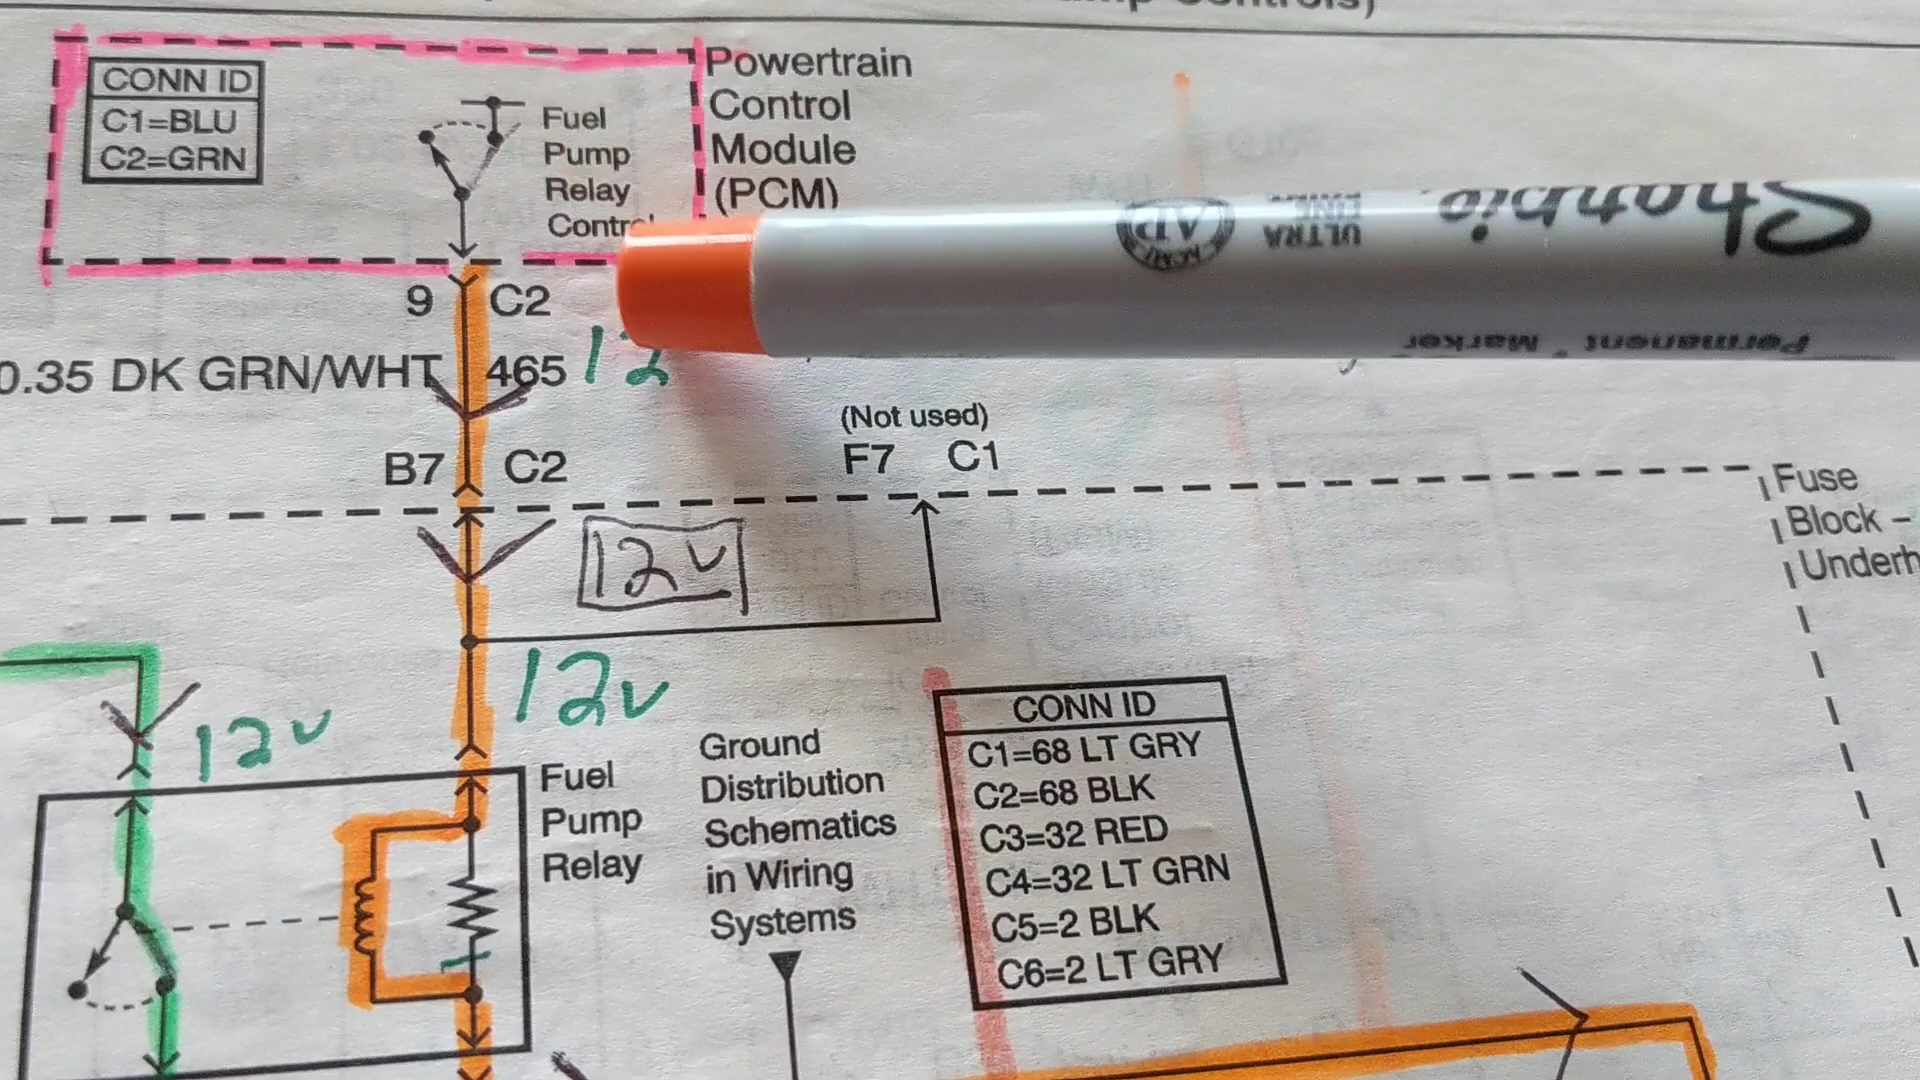 CONN ID
C1=BLU
C2=GRN
Fuel
Pump
Relay
Powertrain
Control
Module
(PCM)
Sharpie.
ULTRA
FINE
AP
Permanent Marker
9 C2
0.35 DK GRN/WHT 465 12
B7 C2
(Not used)
F7 C1
12V
Fuse
Block –
12v
12v
Fuel
Pump
Relay
Ground
Distribution
Schematics
in Wiring
Systems
CONN ID
C1=68 LT GRY
C2=68 BLK
C3=32 RED
C4=32 LT GRN
C5=2 BLK
C6=2 LT GRY